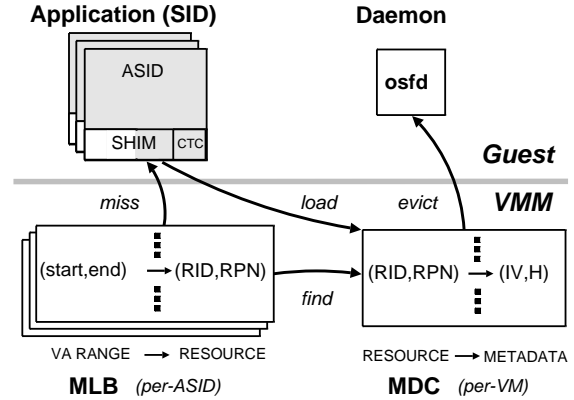 Application (SID)
Daemon
ASID
osfd
SHIM
CTC
Guest
miss
load
evict
VMM
(start,end)
(RID,RPN)
find
(RID,RPN)
(IV,H)
VA RANGE
RESOURCE
RESOURCE
METADATA
MLB (per-ASID)
MDC (per-VM)